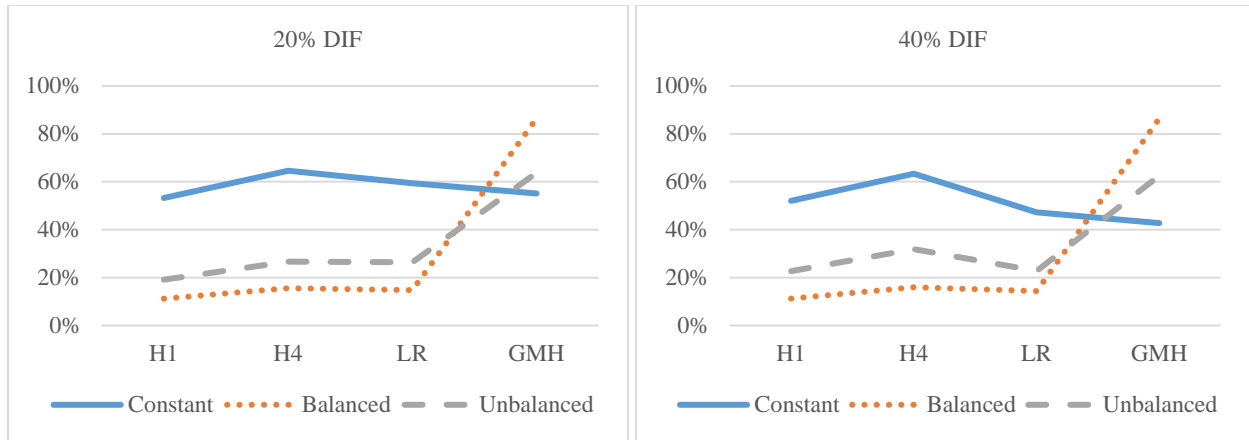 20% DIF
100%
80%
60%
40%
20%
0%
H1 H4 LR GMH
Constant Balanced Unbalanced
40% DIF
100%
80%
60%
40%
20%
0%
H1 H4 LR GMH
Constant Balanced Unbalanced